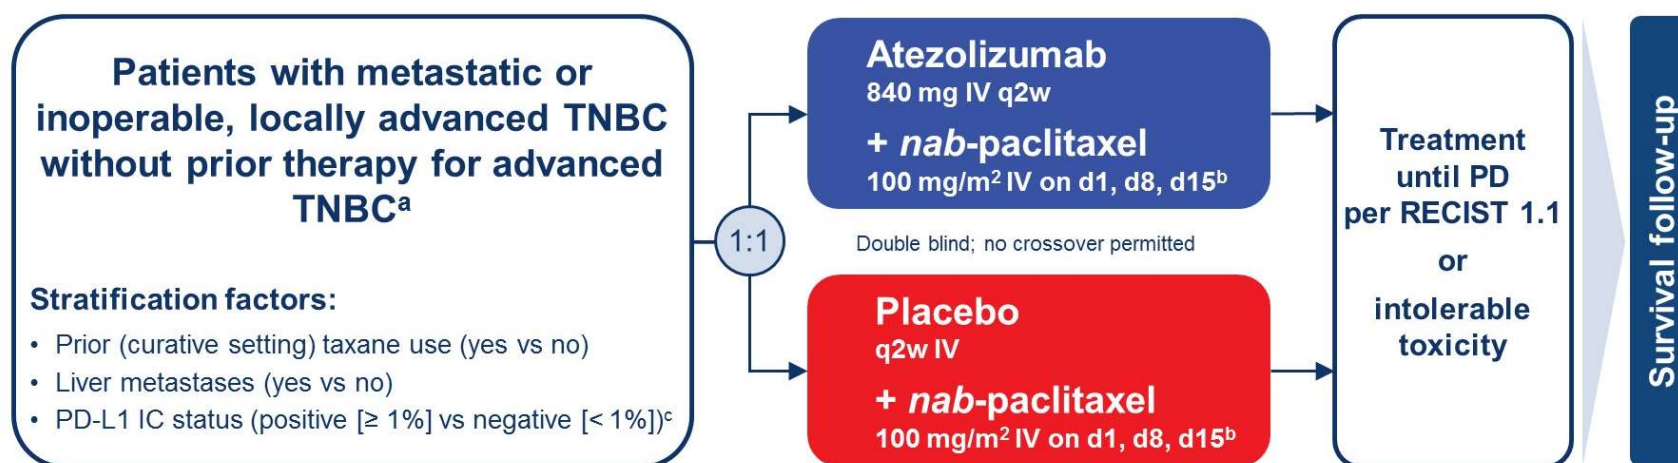 Patients with metastatic or
inoperable, locally advanced TNBC
without prior therapy for advanced
TNBCᵃ
Stratification factors:
• Prior (curative setting) taxane use (yes vs no)
• Liver metastases (yes vs no)
• PD-L1 IC status (positive [≥ 1%] vs negative [< 1%])ᶜ
1:1
Atezolizumab
840 mg IV q2w
+ nab-paclitaxel
100 mg/m² IV on d1, d8, d15ᵇ
Double blind; no crossover permitted
Placebo
q2w IV
+ nab-paclitaxel
100 mg/m² IV on d1, d8, d15ᵇ
Treatment
until PD
per RECIST 1.1
or
intolerable
toxicity
Survival follow-up